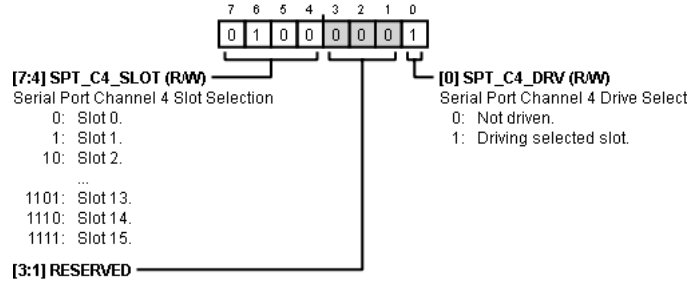 7 6 5 4 3 2 1 0
0 1 0 0 0 0 0 1
[7:4] SPT_C4_SLOT (R/W)
Serial Port Channel 4 Slot Selection
0: Slot 0.
1: Slot 1.
10: Slot 2.
...
1101: Slot 13.
1110: Slot 14.
1111: Slot 15.
[3:1] RESERVED
[0] SPT_C4_DRV (R/W)
Serial Port Channel 4 Drive Select
0: Not driven.
1: Driving selected slot.